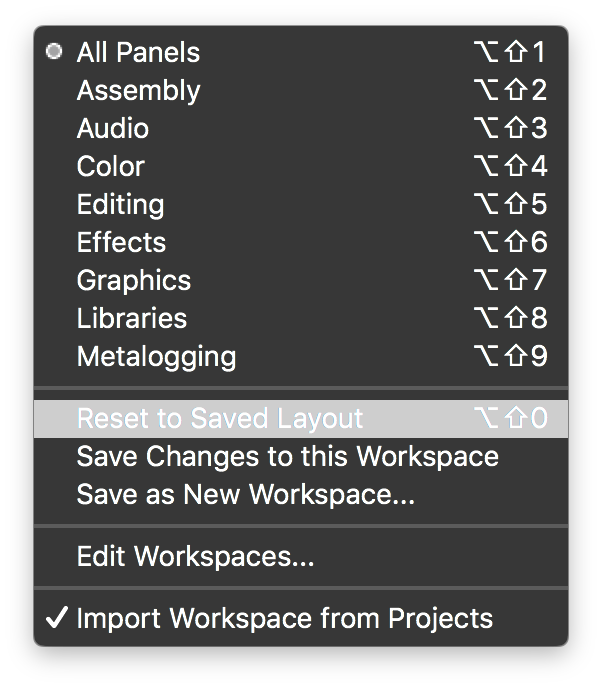 All Panels ⌥⇧1
Assembly ⌥⇧2
Audio ⌥⇧3
Color ⌥⇧4
Editing ⌥⇧5
Effects ⌥⇧6
Graphics ⌥⇧7
Libraries ⌥⇧8
Metalogging ⌥⇧9
Reset to Saved Layout ⌥⇧0
Save Changes to this Workspace
Save as New Workspace...
Edit Workspaces...
Import Workspace from Projects